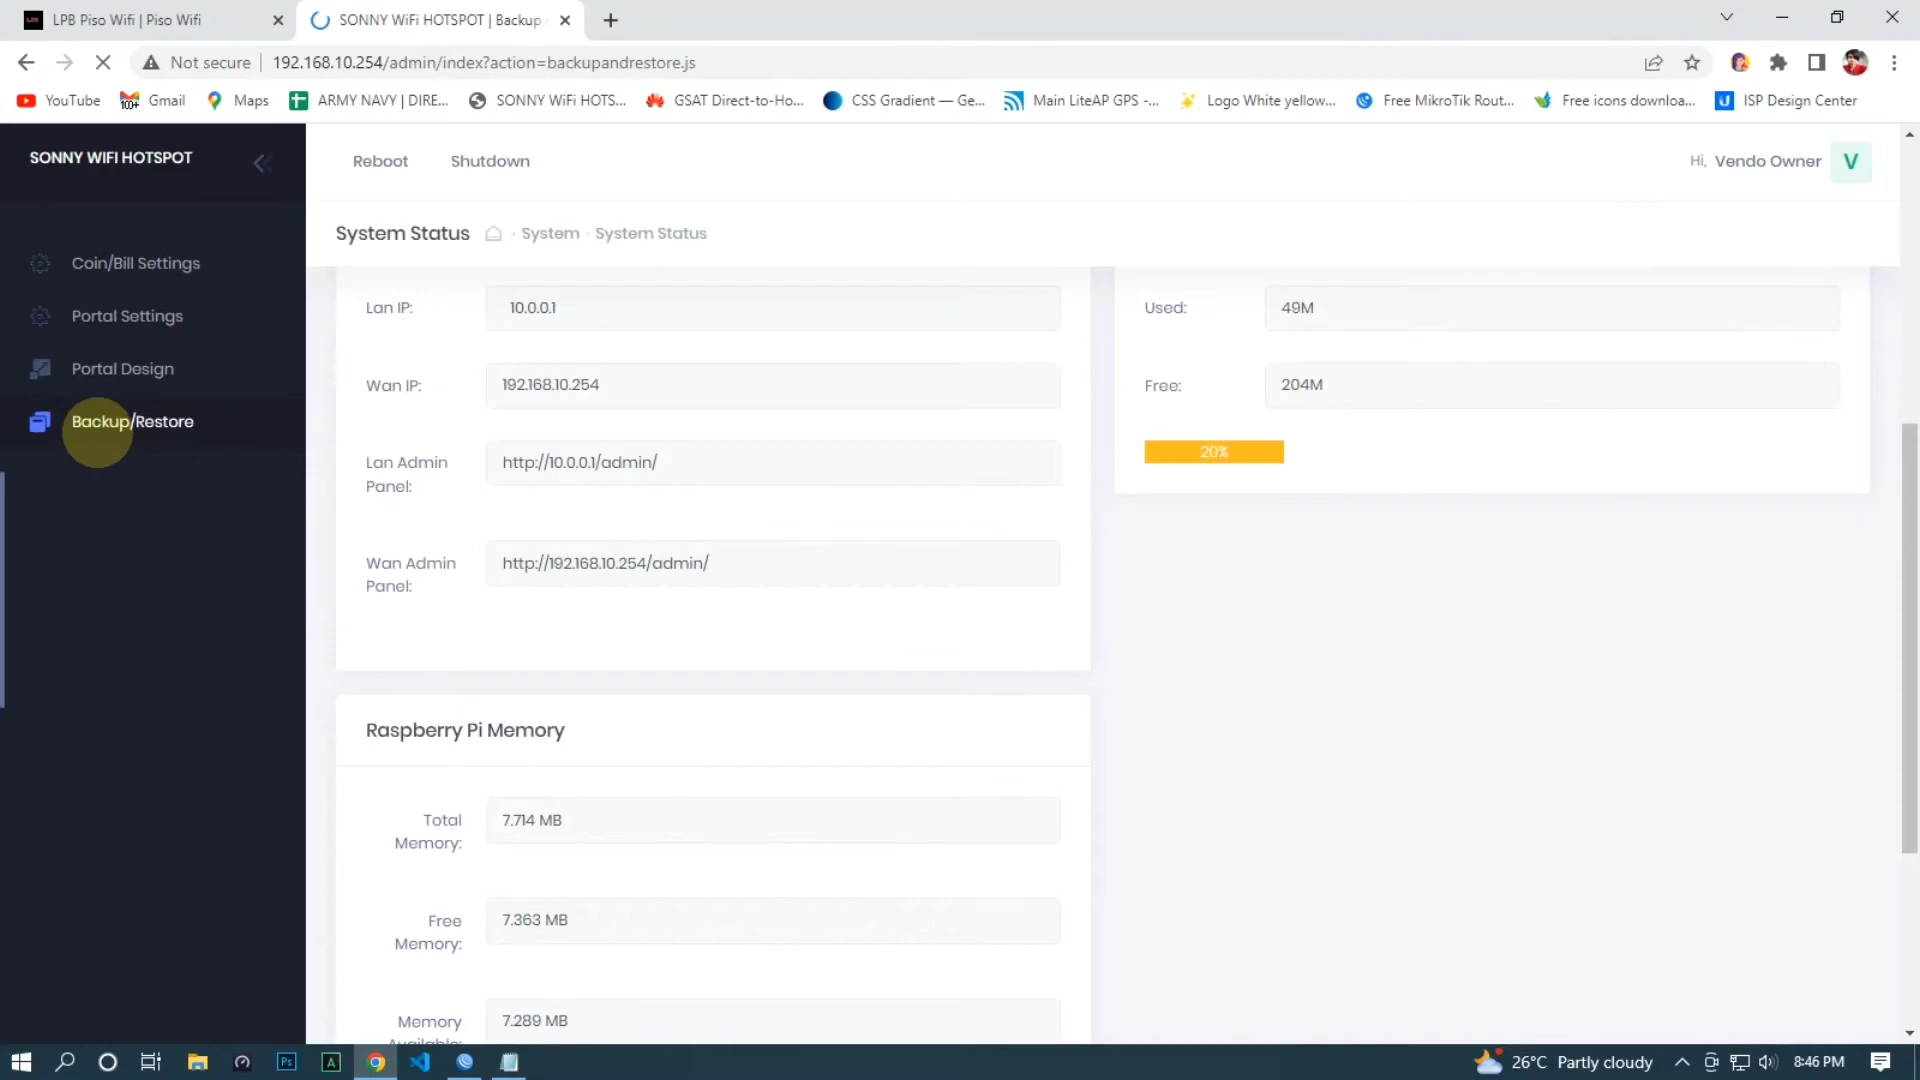 LPB Piso Wifi | Piso Wifi
SONNY WiFi HOTSPOT | Backup
Not secure
192.168.10.254/admin/index?action=backupandrestore.js
YouTube
Gmail
Maps
ARMY NAVY | DIRE...
SONNY WiFi HOTS...
GSAT Direct-to-Ho...
CSS Gradient — Ge...
Main LiteAP GPS -...
Logo White yellow...
Free MikroTik Rout...
Free icons downloa...
ISP Design Center
SONNY WIFI HOTSPOT
Reboot
Shutdown
Hi, Vendo Owner
V
System Status
System
System Status
Coin/Bill Settings
Portal Settings
Portal Design
Backup/Restore
Lan IP:
10.0.0.1
Wan IP:
192.168.10.254
Lan Admin
Panel:
http://10.0.0.1/admin/
Wan Admin
Panel:
http://192.168.10.254/admin/
Used:
49M
Free:
204M
20%
Raspberry Pi Memory
Total
Memory:
7.714 MB
Free
Memory:
7.363 MB
Memory
Available:
7.289 MB
26°C Partly cloudy
8:46 PM